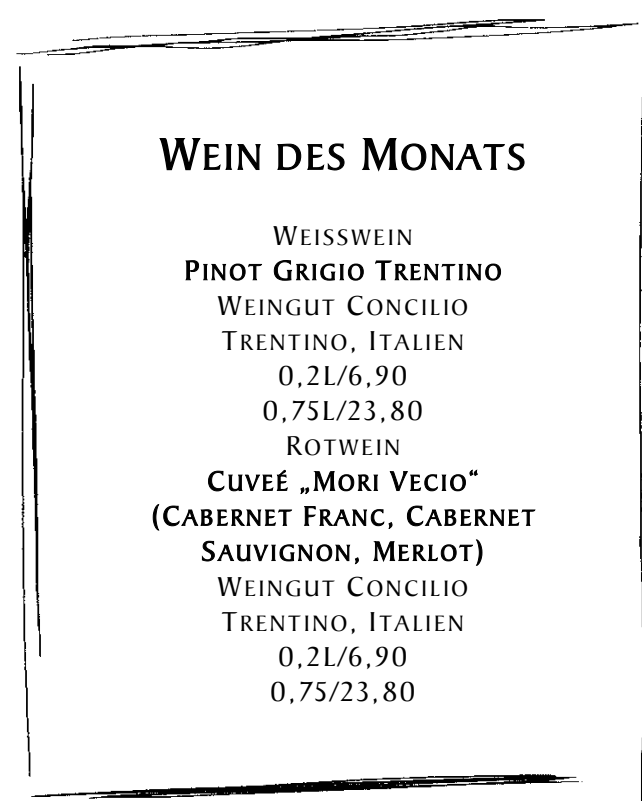 Wein des Monats
Weisswein
Pinot Grigio Trentino
Weingut Concilio
Trentino, Italien
0,2l/6,90
0,75l/23,80
Rotwein
Cuveé „Mori Vecio“
(Cabernet Franc, Cabernet
Sauvignon, Merlot)
Weingut Concilio
Trentino, Italien
0,2l/6,90
0,75/23,80